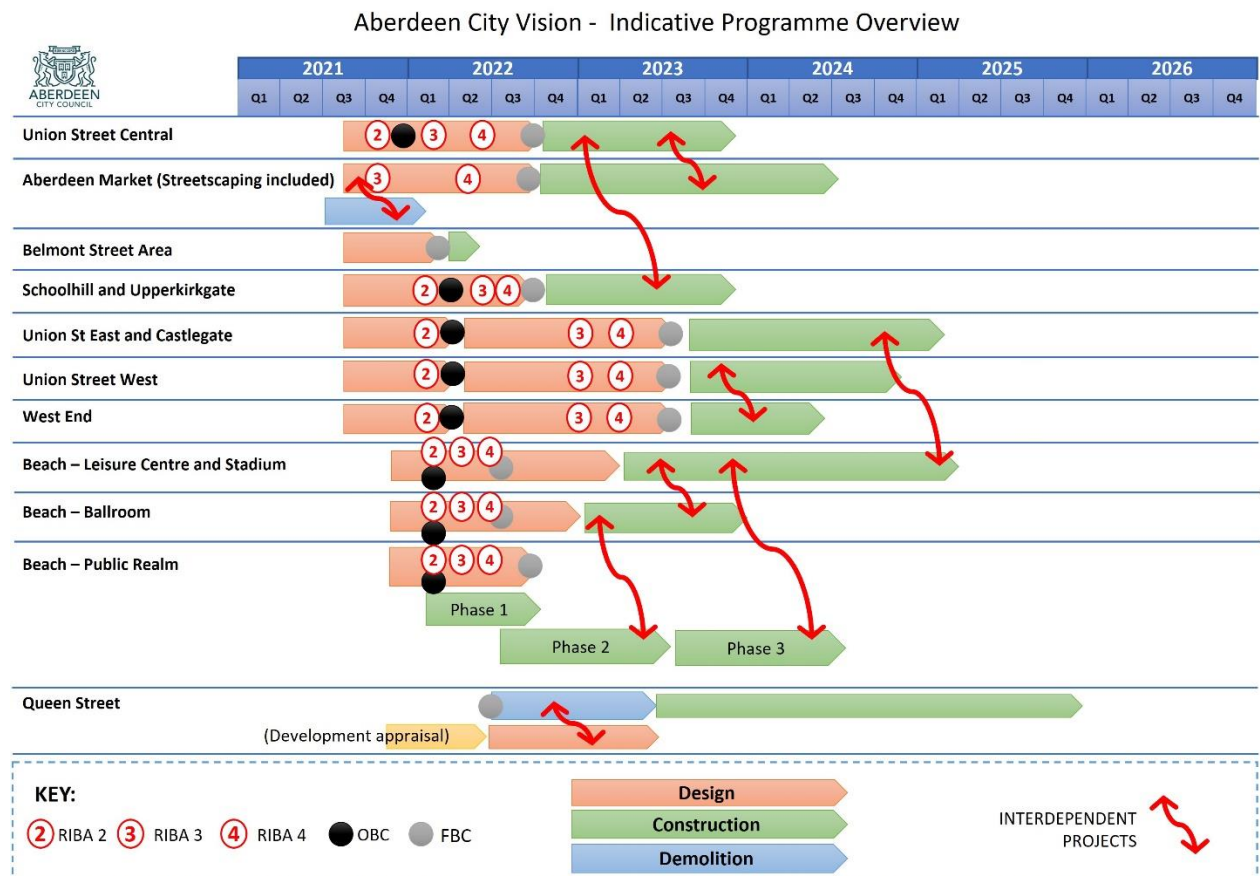 Aberdeen City Vision - Indicative Programme Overview
ABERDEEN
CITY COUNCIL
2021 2022 2023 2024 2025 2026
Q1 Q2 Q3 Q4 Q1 Q2 Q3 Q4 Q1 Q2 Q3 Q4 Q1 Q2 Q3 Q4 Q1 Q2 Q3 Q4 Q1 Q2 Q3 Q4
Union Street Central 2 3 4
Aberdeen Market (Streetscaping included) 3 4
Belmont Street Area
Schoolhill and Upperkirkgate 2 3 4
Union St East and Castlegate 2 3 4
Union Street West 2 3 4
West End 2 3 4
Beach – Leisure Centre and Stadium 2 3 4
Beach – Ballroom 2 3 4
Beach – Public Realm 2 3 4
Phase 1
Phase 2 Phase 3
Queen Street
(Development appraisal)
KEY:
2 RIBA 2 3 RIBA 3 4 RIBA 4 OBC FBC
Design
Construction
Demolition
INTERDEPENDENT
PROJECTS